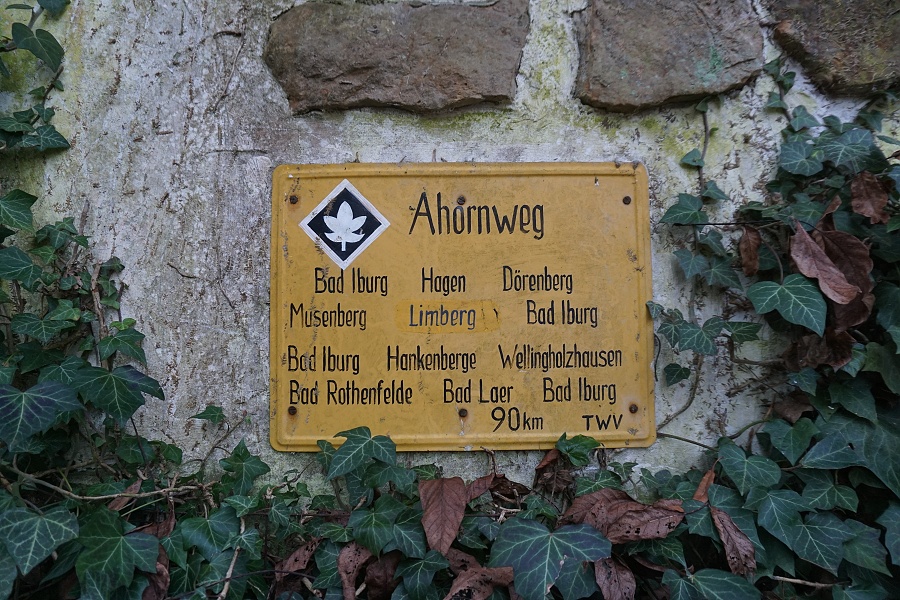 Ahornweg
Bad Iburg Hagen Dörenberg
Musenberg Limberg Bad Iburg
Bad Iburg Hankenberge Wellingholzhausen
Bad Rothenfelde Bad Laer Bad Iburg
90km TWV